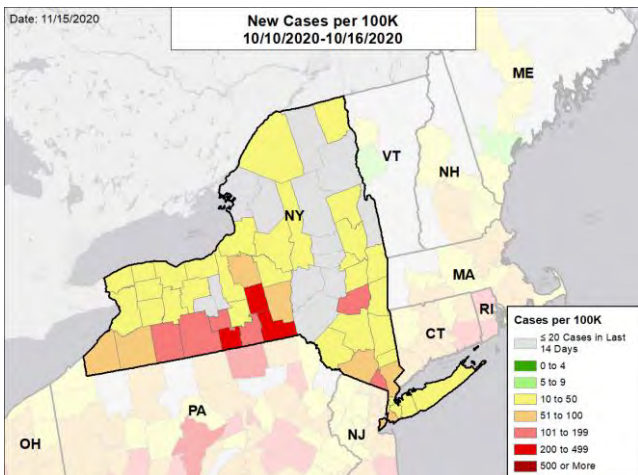 Date: 11/15/2020
New Cases per 100K
10/10/2020-10/16/2020
ME
VT
NH
NY
MA
CT
RI
PA
OH
NJ
Cases per 100K
≤ 20 Cases in Last
14 Days
0 to 4
5 to 9
10 to 50
51 to 100
101 to 199
200 to 499
500 or More